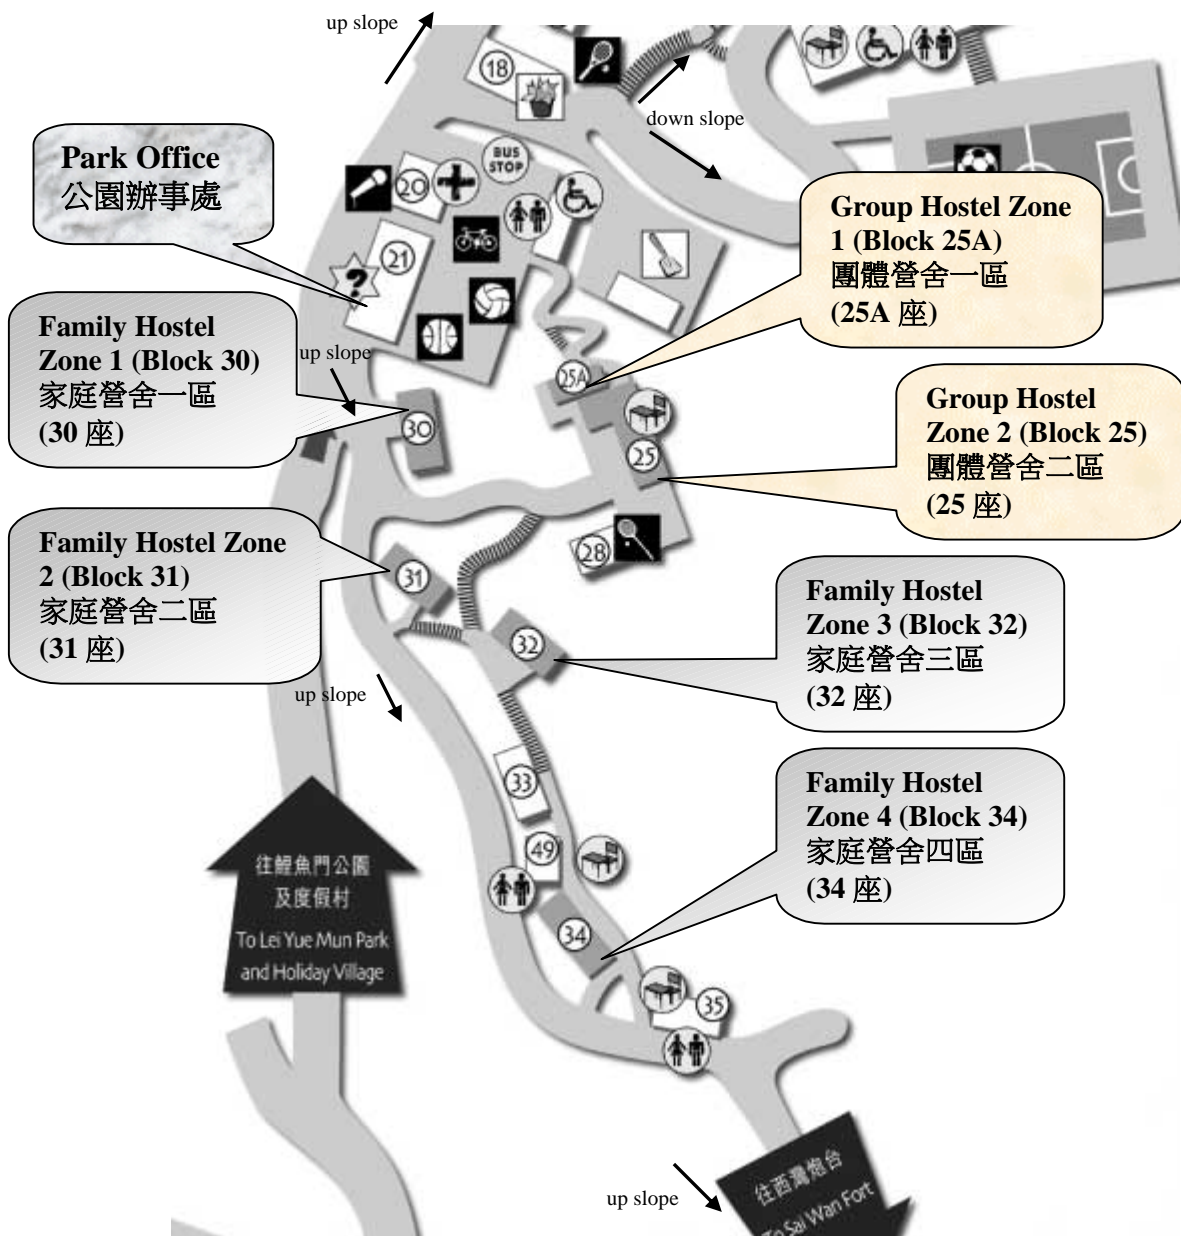 up slope
18
down slope
BUS
STOP
20
21
?
Park Office
公園辦事處
Group Hostel Zone
1 (Block 25A)
團體營舍一區
(25A 座)
Family Hostel
Zone 1 (Block 30)
家庭營舍一區
(30 座)
up slope
25A
30
25
Group Hostel
Zone 2 (Block 25)
團體營舍二區
(25 座)
28
Family Hostel Zone
2 (Block 31)
家庭營舍二區
(31 座)
31
32
Family Hostel
Zone 3 (Block 32)
家庭營舍三區
(32 座)
up slope
33
49
Family Hostel
Zone 4 (Block 34)
家庭營舍四區
(34 座)
34
35
往鯉魚門公園
及度假村
To Lei Yue Mun Park
and Holiday Village
up slope
往西灣炮台
To Sai Wan Fort